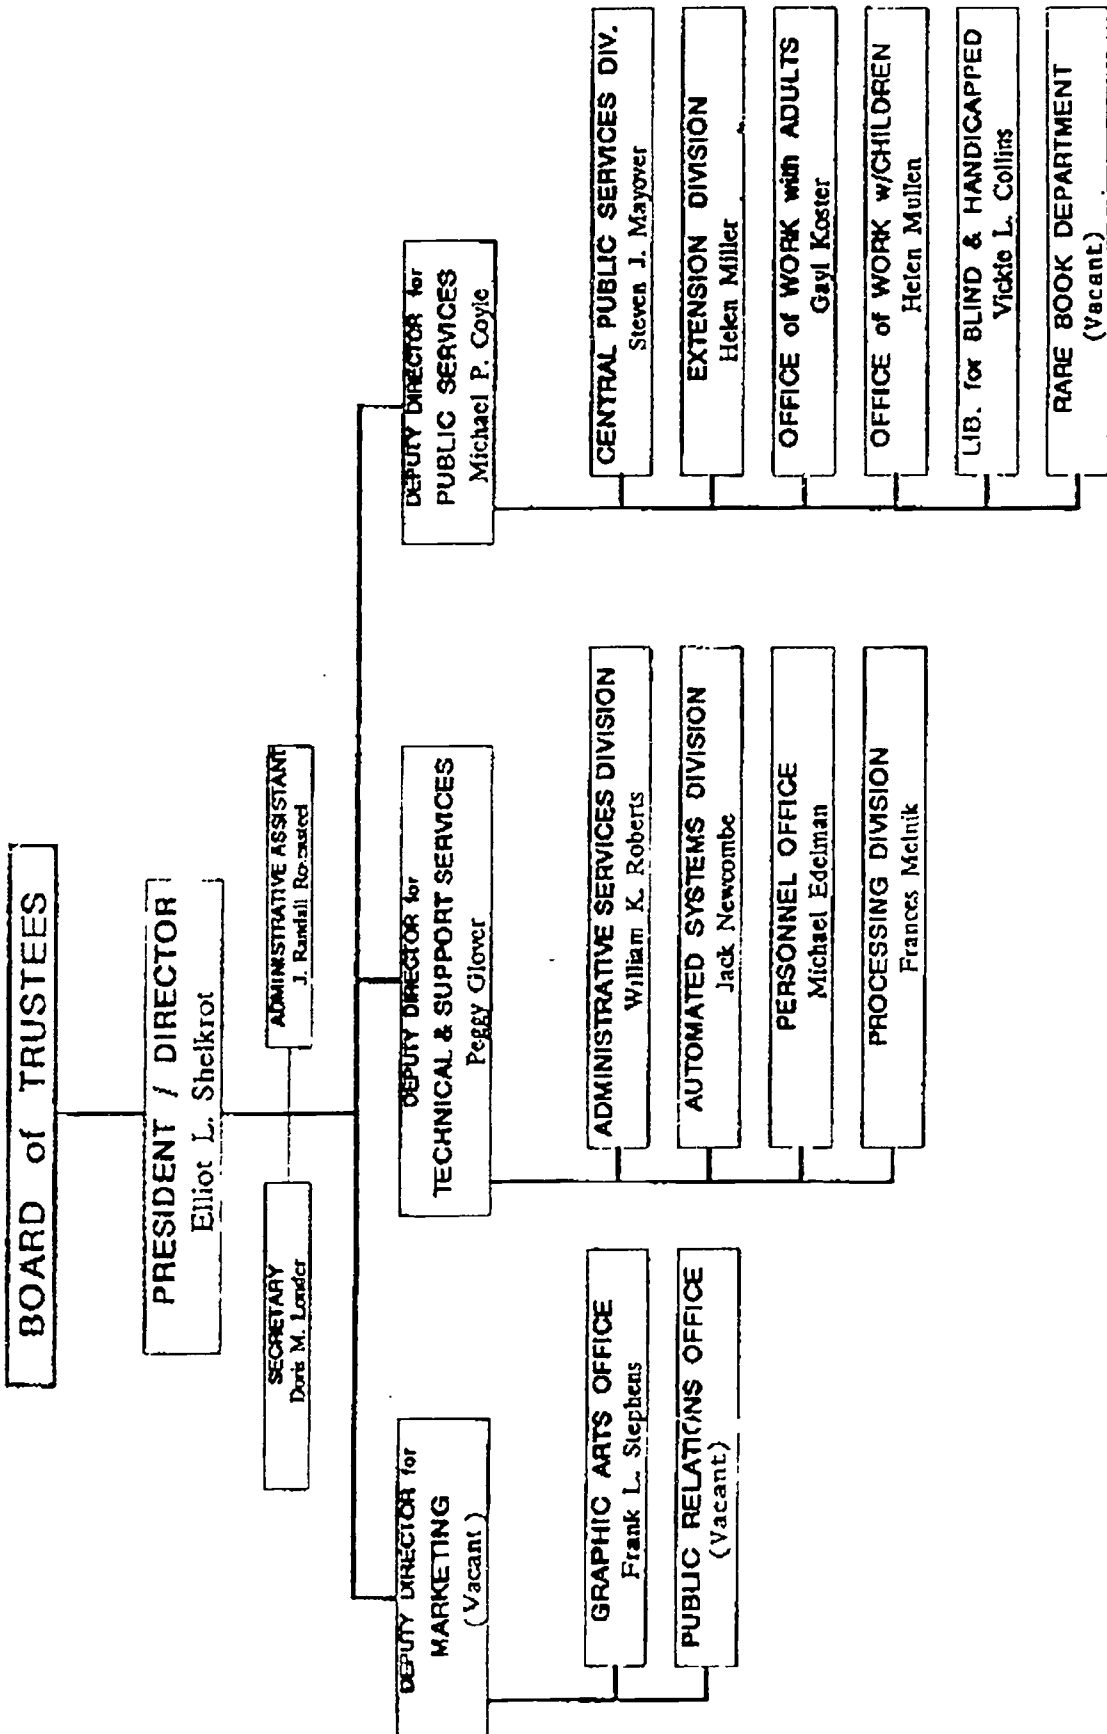 BOARD of TRUSTEES
PRESIDENT / DIRECTOR
Elliot L. Shelkrot
SECRETARY
Doris M. Londer
ADMINISTRATIVE ASSISTANT
J. Randall
DEPUTY DIRECTOR for
MARKETING
(Vacant)
GRAPHIC ARTS OFFICE
Frank L. Stephens
PUBLIC RELATIONS OFFICE
(Vacant)
DEPUTY DIRECTOR for
TECHNICAL & SUPPORT SERVICES
Peggy Glover
ADMINISTRATIVE SERVICES DIVISION
William K. Roberts
AUTOMATED SYSTEMS DIVISION
Jack Newcombe
PERSONNEL OFFICE
Michael Edelman
PROCESSING DIVISION
Frances Melnik
DEPUTY DIRECTOR for
PUBLIC SERVICES
Michael P. Coyle
CENTRAL PUBLIC SERVICES DIV.
Steven J. Mayover
EXTENSION DIVISION
Helen Miller
OFFICE of WORK with ADULTS
Gayl Koster
OFFICE of WORK w/CHILDREN
Helen Mullen
LIB. for BLIND & HANDICAPPED
Vickie L. Collins
RARE BOOK DEPARTMENT
(Vacant)